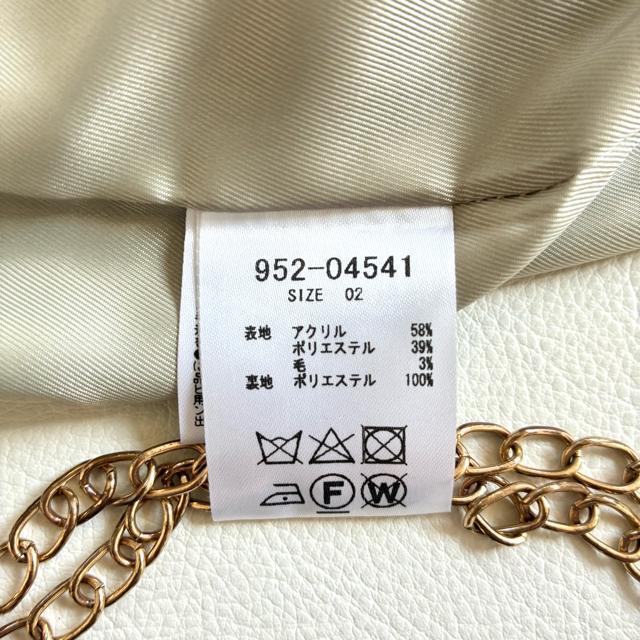 952-04541
SIZE 02
表地 アクリル 58%
ポリエステル 39%
毛 3%
裏地 ポリエステル 100%
F W